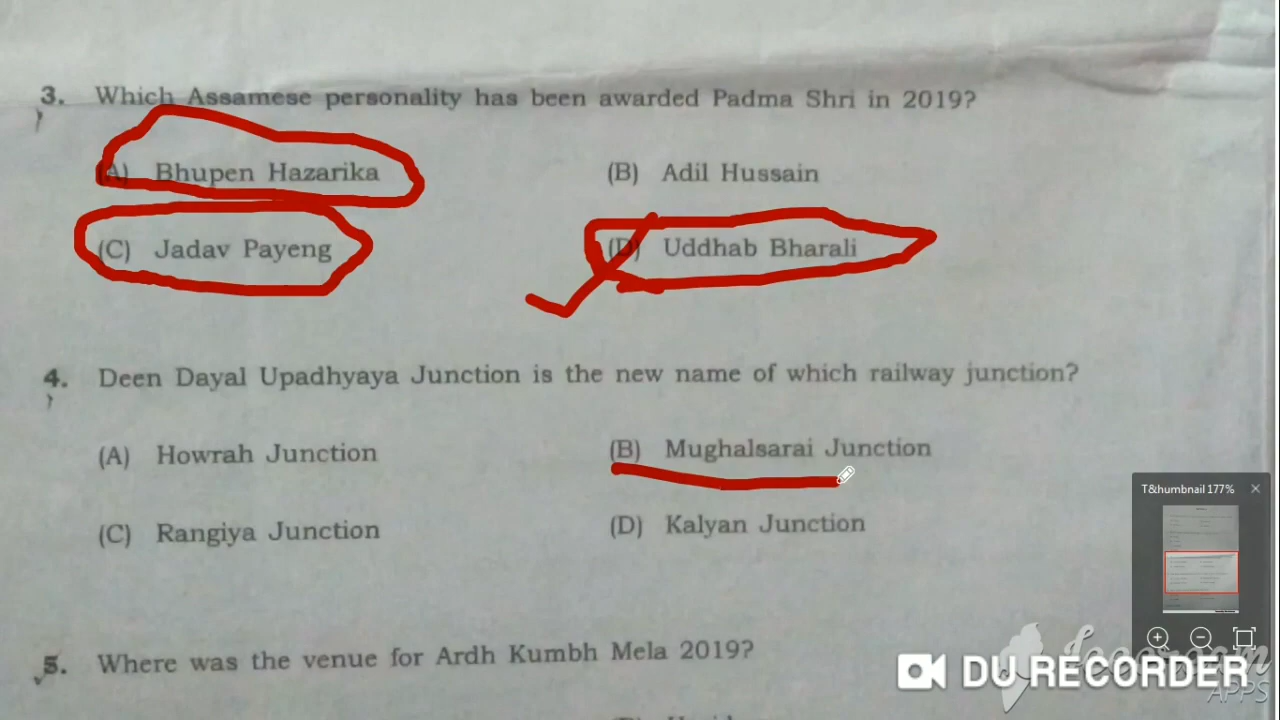 3. Which Assamese personality has been awarded Padma Shri in 2019?
(A) Bhupen Hazarika (B) Adil Hussain
(C) Jadav Payeng (D) Uddhab Bharali
4. Deen Dayal Upadhyaya Junction is the new name of which railway junction?
(A) Howrah Junction (B) Mughalsarai Junction
(C) Rangiya Junction (D) Kalyan Junction
T&humbnail 177%
5. Where was the venue for Ardh Kumbh Mela 2019?
DU RECORDER
APPS